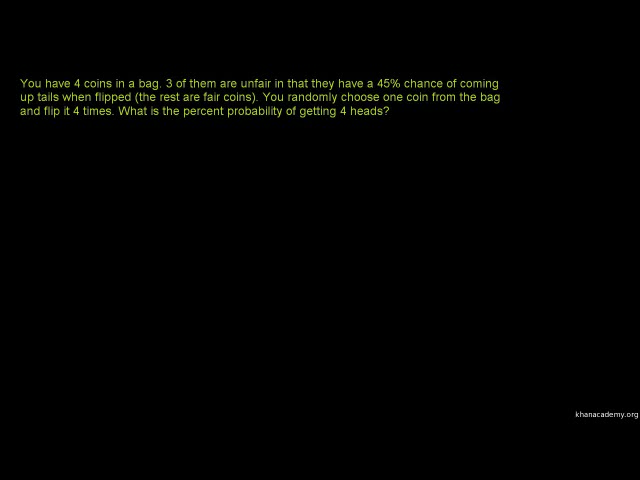 You have 4 coins in a bag. 3 of them are unfair in that they have a 45% chance of coming
up tails when flipped (the rest are fair coins). You randomly choose one coin from the bag
and flip it 4 times. What is the percent probability of getting 4 heads?
khanacademy.org